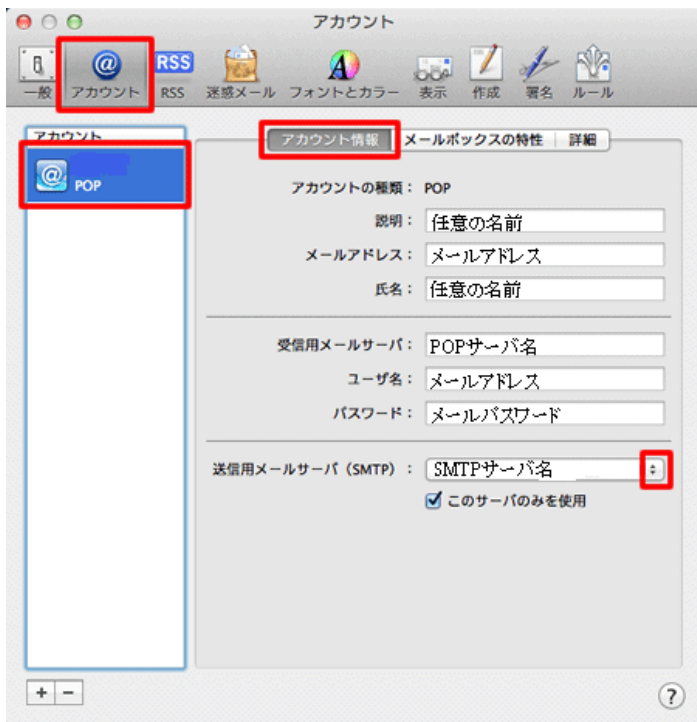 アカウント
RSS
一般 アカウント RSS 迷惑メール フォントとカラー 表示 作成 署名 ルール
アカウント
アカウント情報 メールボックスの特性 詳細
POP
アカウントの種類： POP
説明： 任意の名前
メールアドレス： メールアドレス
氏名： 任意の名前
受信用メールサーバ： POPサーバ名
ユーザ名： メールアドレス
パスワード： メールパスワード
送信用メールサーバ（SMTP）： SMTPサーバ名
このサーバのみを使用